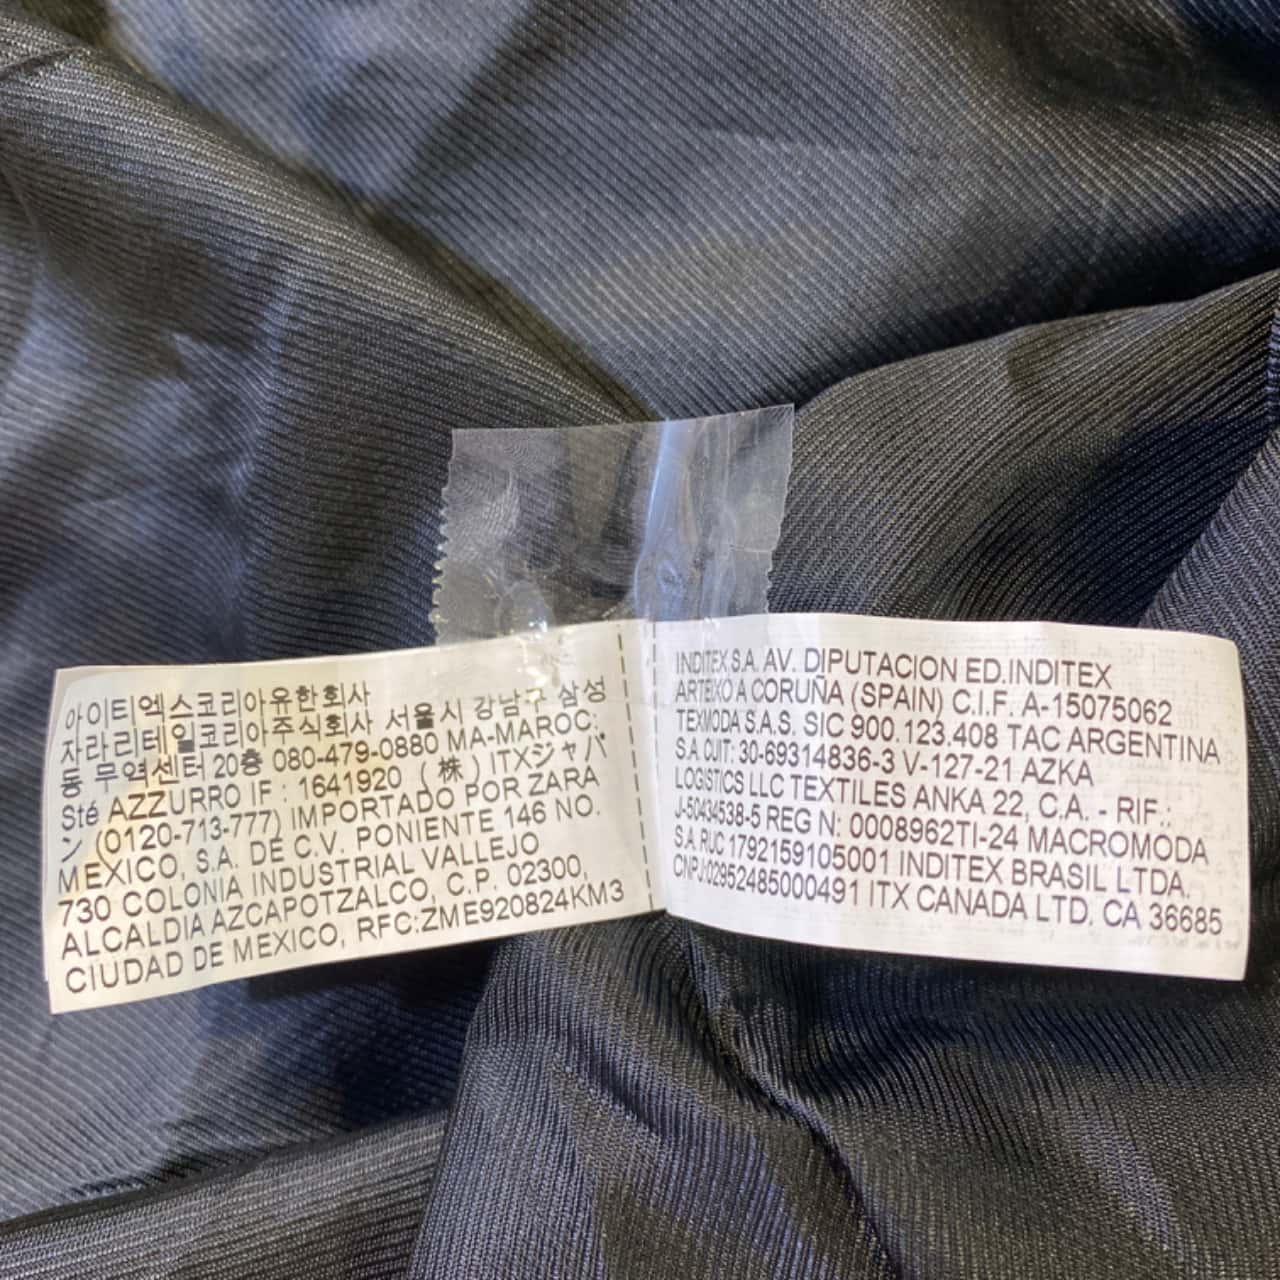 아이티엑스코리아유한회사
자라리테일코리아주식회사 서울시 강남구 삼성
동 무역센터 20층 080-479-0880 MA-MAROC:
Sté AZZURRO IF : 1641920 (株) ITXジャパ
ン (0120-713-777) IMPORTADO POR ZARA
MEXICO, S.A. DE C.V. PONIENTE 146 NO.
730 COLONIA INDUSTRIAL VALLEJO
ALCALDIA AZCAPOTZALCO, C.P. 02300,
CIUDAD DE MEXICO, RFC:ZME920824KM3
INDITEX S.A. AV. DIPUTACION ED.INDITEX
ARTEIXO A CORUÑA (SPAIN) C.I.F. A-15075062
TEXMODA S.A.S. SIC 900.123.408 TAC ARGENTINA
S.A. CUIT: 30-69314836-3 V-127-21 AZKA
LOGISTICS LLC TEXTILES ANKA 22, C.A. - RIF.:
J-50434538-5 REG N: 0008962TI-24 MACROMODA
S.A. RUC 1792159105001 INDITEX BRASIL LTDA.
CNPJ:02952485000491 ITX CANADA LTD. CA 36685